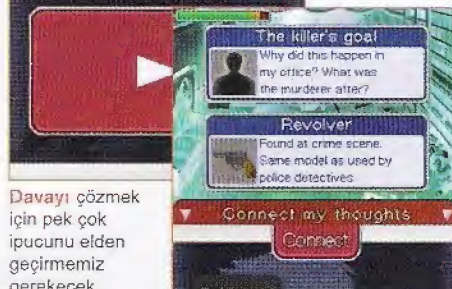 The killer's goal
Why did this happen in
my office? What was
the murderer after?
Revolver
Found at crime scene.
Same model as used by
police detectives
Connect my thoughts
Connect
Davayı çözmek
için pek çok
ipucunu elden
geçirmemiz
gerekecek